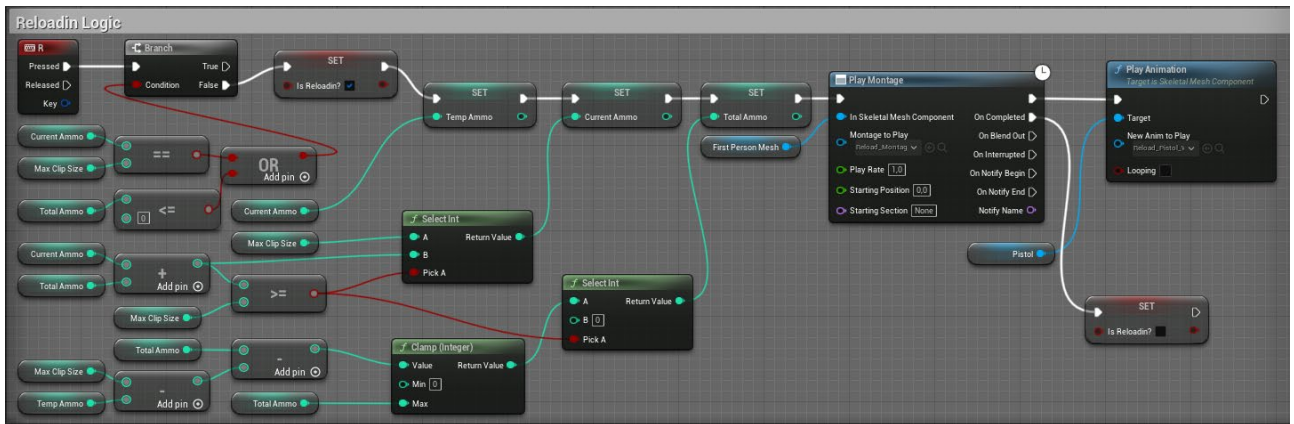 Reloadin Logic
R
Pressed
Released
Key
Branch
True
Condition
False
SET
Is Reloadin?
SET
Temp Ammo
SET
Current Ammo
SET
Total Ammo
Play Montage
In Skeletal Mesh Component
On Completed
Montage to Play
On Blend Out
Reload_Montag
On Interrupted
Play Rate 1,0
On Notify Begin
Starting Position 0,0
On Notify End
Starting Section None
Notify Name
Play Animation
Target is Skeletal Mesh Component
Target
New Anim to Play
Reload_Pistol_
Looping
First Person Mesh
Current Ammo
Max Clip Size
==
OR
Add pin
Total Ammo
0
<=
Current Ammo
Max Clip Size
Select Int
A
Return Value
B
Pick A
Current Ammo
Total Ammo
+
Add pin
>=
Max Clip Size
Select Int
A
Return Value
B 0
Pick A
Pistol
SET
Is Reloadin?
Total Ammo
-
Add pin
Max Clip Size
Temp Ammo
-
Add pin
Total Ammo
Clamp (Integer)
Value
Return Value
Min 0
Max